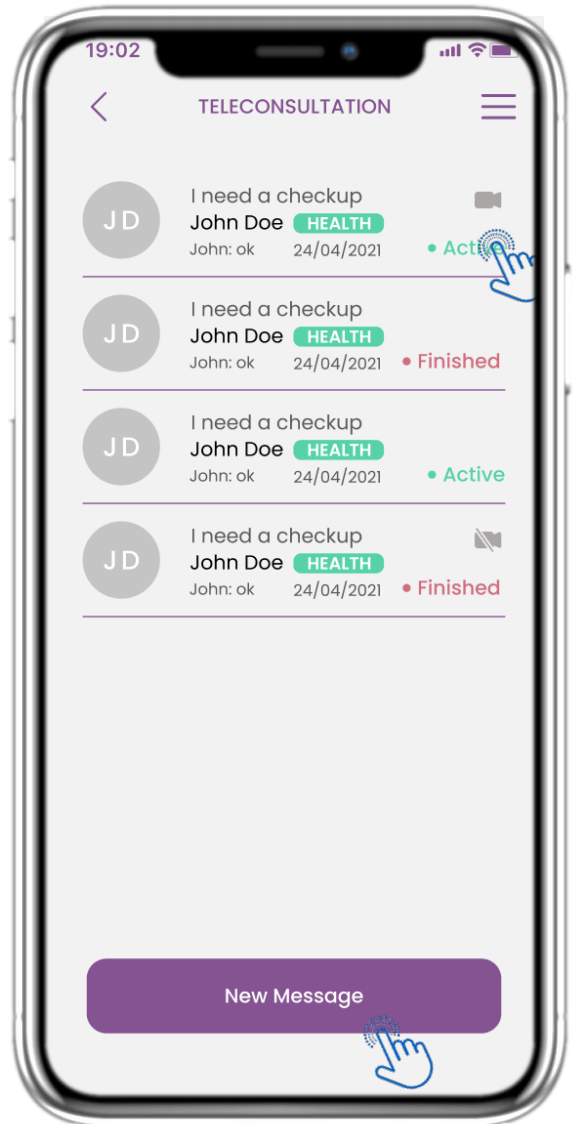 19:02
TELECONSULTATION
JD
I need a checkup
John Doe HEALTH
John: ok 24/04/2021 • Active
JD
I need a checkup
John Doe HEALTH
John: ok 24/04/2021 • Finished
JD
I need a checkup
John Doe HEALTH
John: ok 24/04/2021 • Active
JD
I need a checkup
John Doe HEALTH
John: ok 24/04/2021 • Finished
New Message